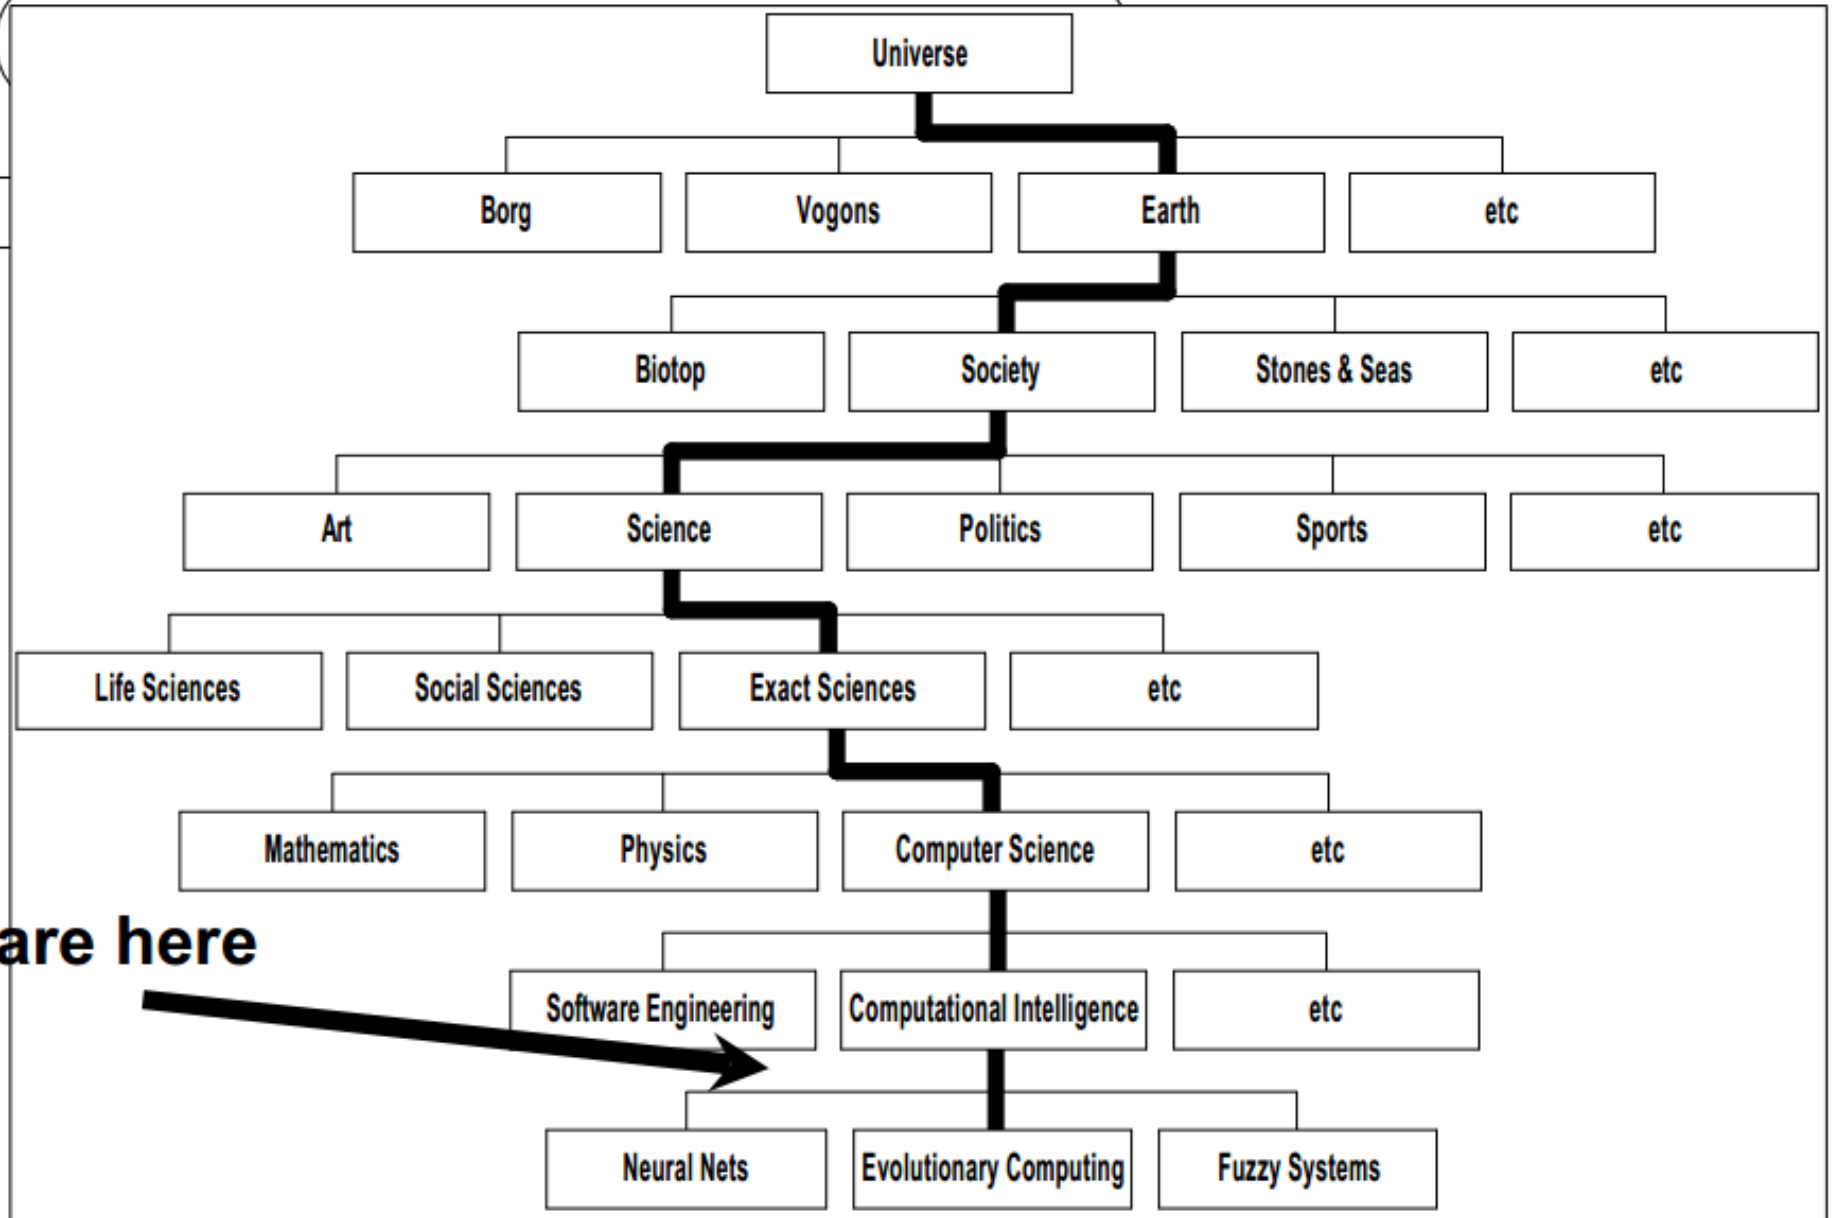 Universe
Borg
Vogons
Earth
etc
Biotop
Society
Stones & Seas
etc
Art
Science
Politics
Sports
etc
Life Sciences
Social Sciences
Exact Sciences
etc
Mathematics
Physics
Computer Science
etc
are here
Software Engineering
Computational Intelligence
etc
Neural Nets
Evolutionary Computing
Fuzzy Systems